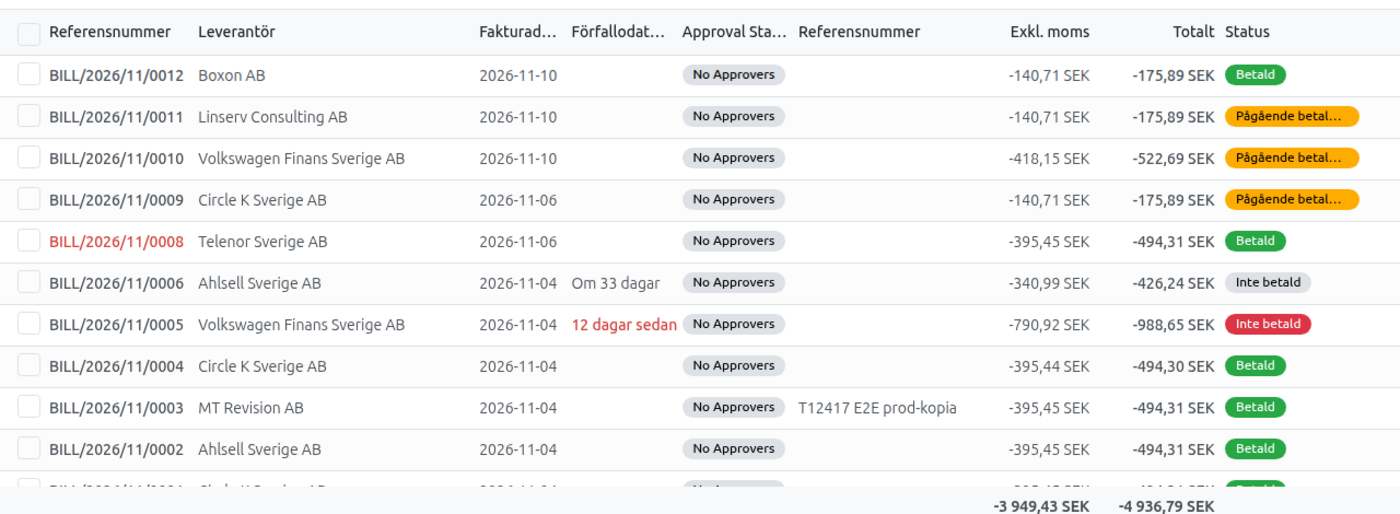 Referensnummer Leverantör Fakturad... Förfallodat... Approval Sta... Referensnummer Exkl. moms Totalt Status
BILL/2026/11/0012 Boxon AB 2026-11-10 No Approvers -140,71 SEK -175,89 SEK Betald
BILL/2026/11/0011 Linserv Consulting AB 2026-11-10 No Approvers -140,71 SEK -175,89 SEK Pågående betal...
BILL/2026/11/0010 Volkswagen Finans Sverige AB 2026-11-10 No Approvers -418,15 SEK -522,69 SEK Pågående betal...
BILL/2026/11/0009 Circle K Sverige AB 2026-11-06 No Approvers -140,71 SEK -175,89 SEK Pågående betal...
BILL/2026/11/0008 Telenor Sverige AB 2026-11-06 No Approvers -395,45 SEK -494,31 SEK Betald
BILL/2026/11/0006 Ahlsell Sverige AB 2026-11-04 Om 33 dagar No Approvers -340,99 SEK -426,24 SEK Inte betald
BILL/2026/11/0005 Volkswagen Finans Sverige AB 2026-11-04 12 dagar sedan No Approvers -790,92 SEK -988,65 SEK Inte betald
BILL/2026/11/0004 Circle K Sverige AB 2026-11-04 No Approvers -395,44 SEK -494,30 SEK Betald
BILL/2026/11/0003 MT Revision AB 2026-11-04 No Approvers T12417 E2E prod-kopia -395,45 SEK -494,31 SEK Betald
BILL/2026/11/0002 Ahlsell Sverige AB 2026-11-04 No Approvers -395,45 SEK -494,31 SEK Betald
-3 949,43 SEK -4 936,79 SEK